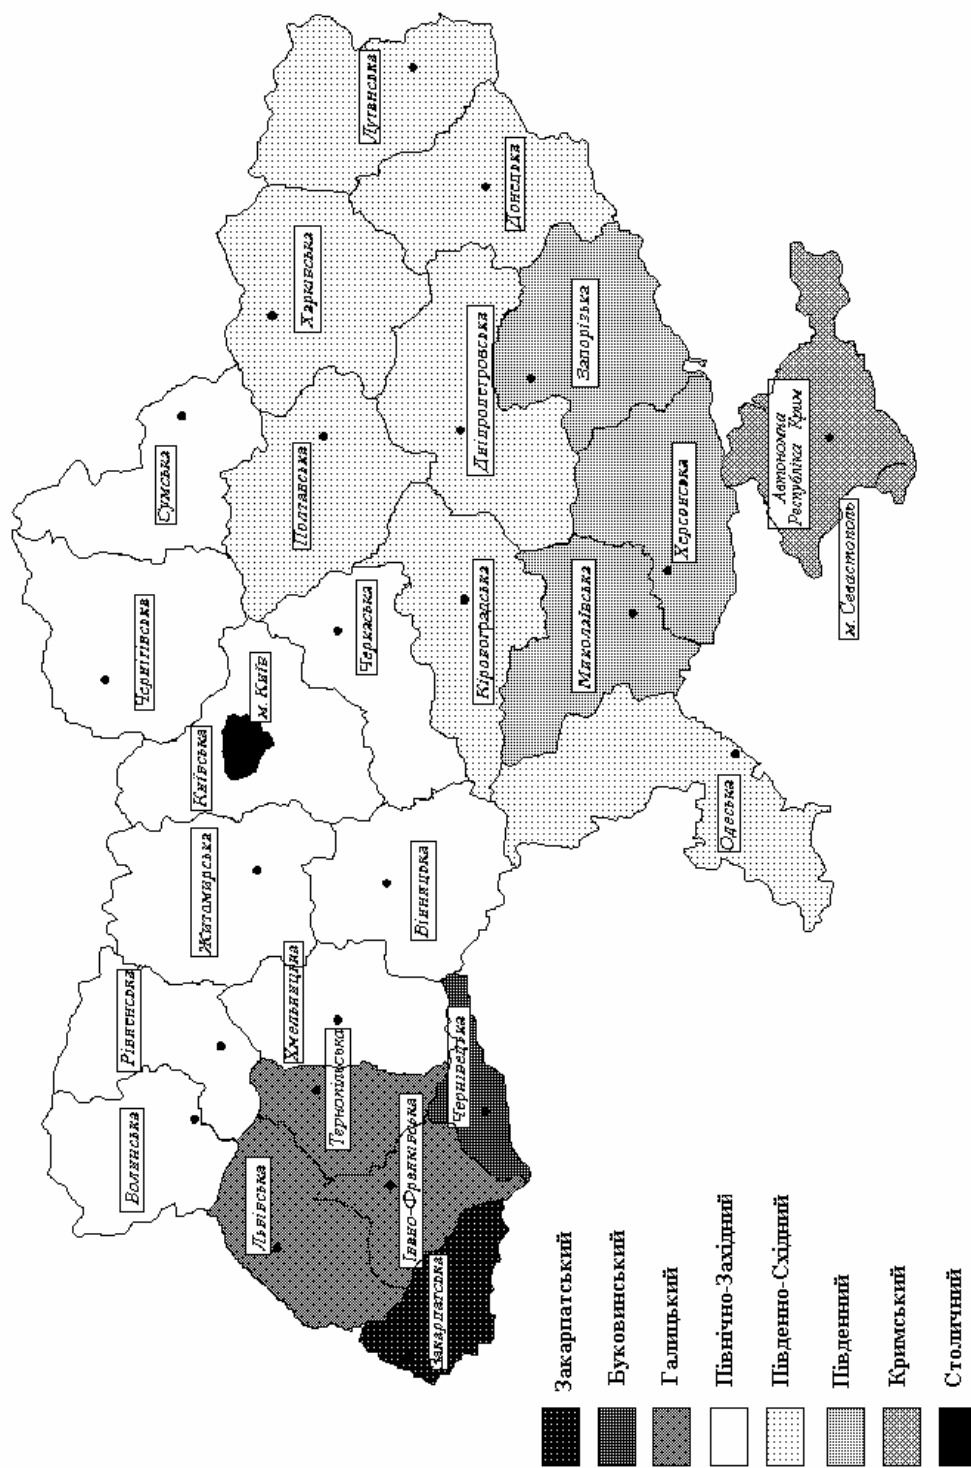 Луганська
Донецька
Харківська
Запорізька
Дніпропетровська
Сумська
Полтавська
Херсонська
Автономна
Республіка Крим
м. Севастополь
Чернігівська
Черкаська
Кіровоградська
Миколаївська
м. Київ
Київська
Одеська
Житомирська
Вінницька
Рівненська
Хмельницька
Тернопільська
Чернівецька
Волинська
Львівська
Івано-Франківська
Закарпатська
Закарпатський
Буковинський
Галицький
Північно-Західний
Південно-Східний
Південний
Кримський
Столичний